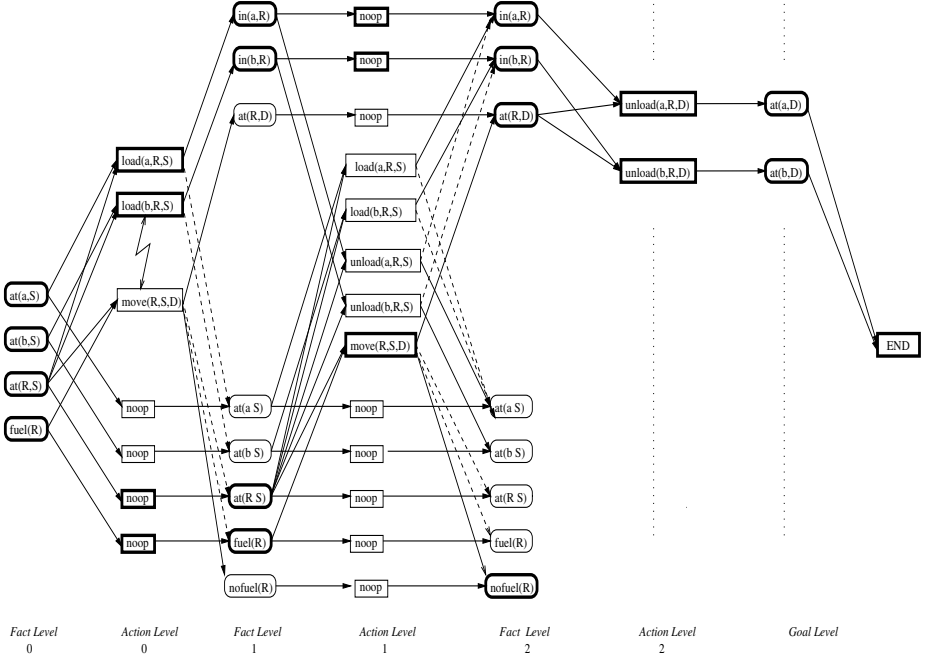 in(a,R)
noop
in(a,R)
in(b,R)
noop
in(b,R)
at(R,D)
noop
at(R,D)
unload(a,R,D)
at(a,D)
load(a,R,S)
load(a,R,S)
unload(b,R,D)
at(b,D)
load(b,R,S)
load(b,R,S)
unload(a,R,S)
at(a,S)
move(R,S,D)
unload(b,R,S)
at(b,S)
move(R,S,D)
END
at(R,S)
noop
at(a S)
noop
at(a S)
fuel(R)
noop
at(b S)
noop
at(b S)
noop
at(R S)
noop
at(R S)
noop
fuel(R)
noop
fuel(R)
nofuel(R)
noop
nofuel(R)
Fact Level
0
Action Level
0
Fact Level
1
Action Level
1
Fact Level
2
Action Level
2
Goal Level